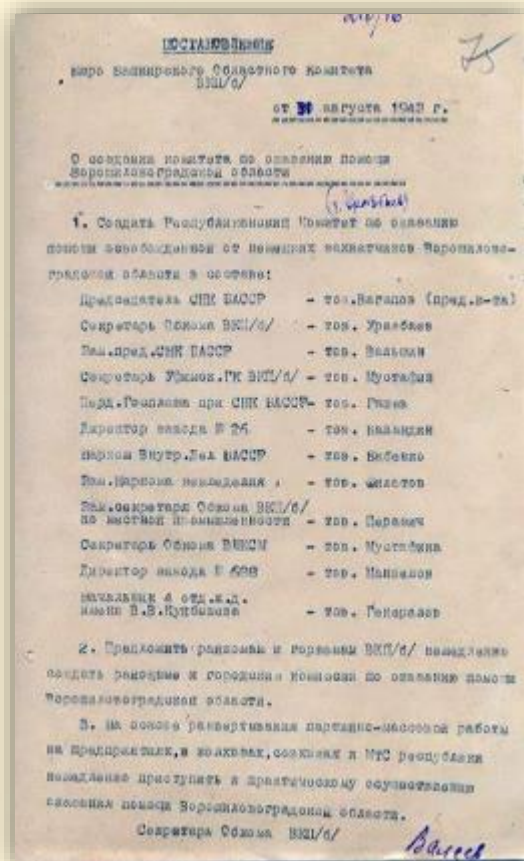 75
ПОСТАНОВЛЕНИЕ
Бюро Башкирского Областного Комитета
ВКП/б/
от 31 августа 1943 г.
О создании комитета по оказанию помощи
Ворошиловградской области
1. Создать Республиканский Комитет по оказанию
помощи освобожденной от немецких захватчиков Ворошилово-
градской области в составе:
Председатель СНК БАССР - тов.Вагапов (пред.к-та)
Секретарь Обкома ВКП/б/ - тов. Уразбаев
Зам.пред.СНК БАССР - тов.
Секретарь Уфимск.ГК ВКП/б/ - тов. Мустафин
Пред.Госплана при СНК БАССР- тов.
Директор завода № 26 - тов. Баландин
Нарком Внутр.Дел БАССР - тов. Бабенко
Зам.Наркома земледелия - тов. Филатов
Зам.секретаря Обкома ВКП/б/
по местной промышленности - тов.
Секретарь Обкома ВЛКСМ - тов. Мустафина
Директор завода № - тов.
Начальник 4 отд.ж.д.
имени В.В.Куйбышева - тов. Генералов
2. Предложить райкомам и горкомам ВКП/б/ немедленно
создать районные и городские комиссии по оказанию помощи
Ворошиловградской области.
3. На основе развертывания партийно-массовой работы
на предприятиях, в колхозах, совхозах и МТС республики
немедленно приступить к практическому осуществлению
оказания помощи Ворошиловградской области.
Секретарь Обкома ВКП/б/